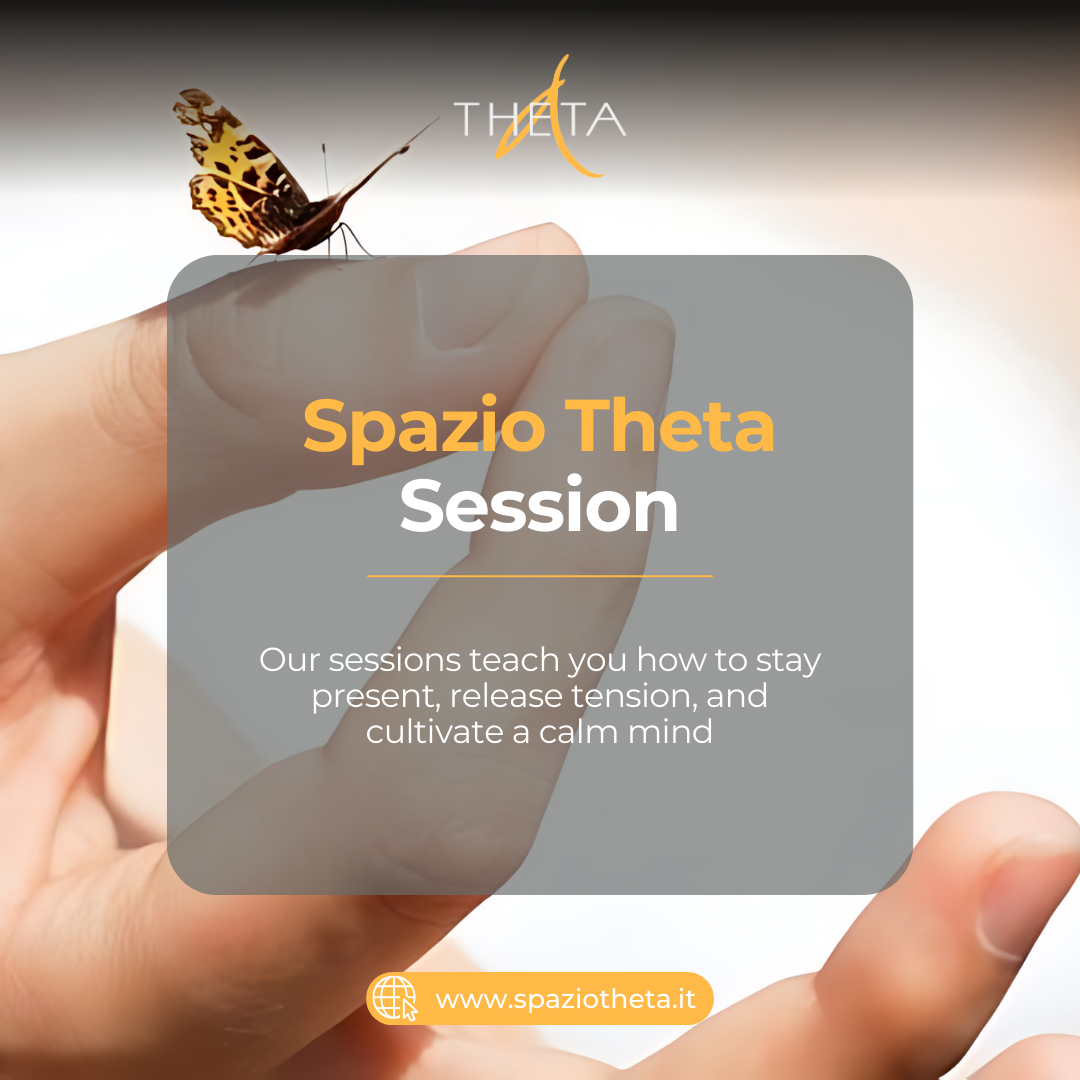 THETA
Spazio Theta
Session
Our sessions teach you how to stay
present, release tension, and
cultivate a calm mind
www.spaziotheta.it